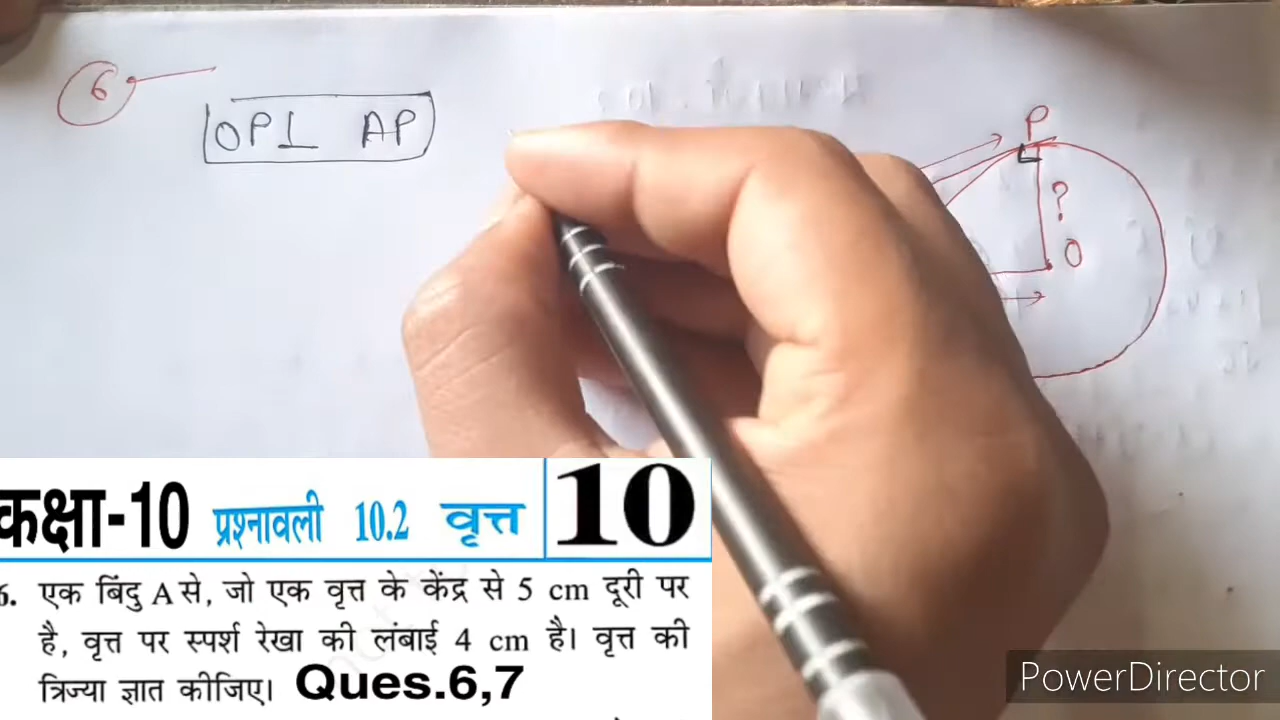 6
OP⊥ AP
P
?
O
कक्षा-10 प्रश्नावली 10.2 वृत्त 10
6. एक बिंदु A से, जो एक वृत्त के केंद्र से 5 cm दूरी पर
है, वृत्त पर स्पर्श रेखा की लंबाई 4 cm है। वृत्त की
त्रिज्या ज्ञात कीजिए। Ques.6,7
PowerDirector